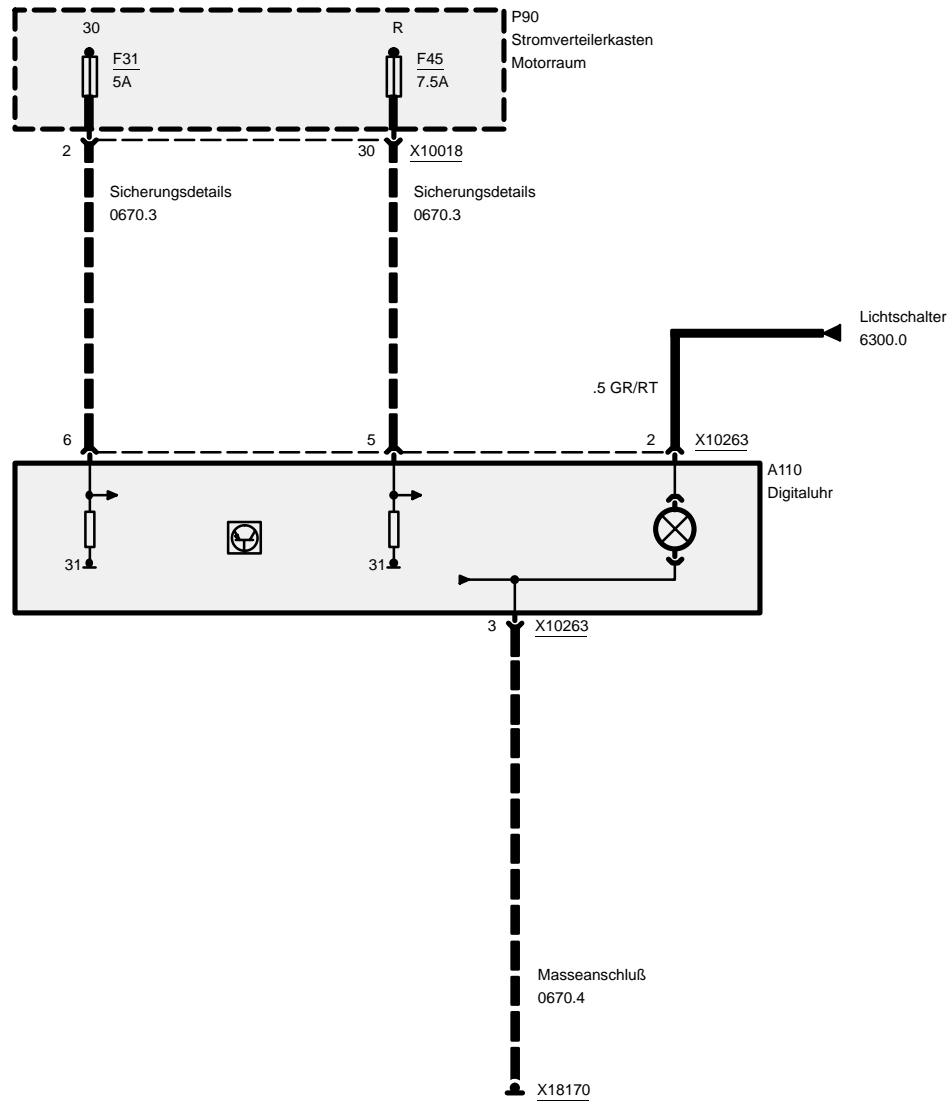 P90
Stromverteilerkasten
Motorraum
30
R
F31
5A
F45
7.5A
2
30
X10018
Sicherungsdetails
0670.3
Sicherungsdetails
0670.3
Lichtschalter
6300.0
.5 GR/RT
6
5
2
X10263
A110
Digitaluhr
31
31
3
X10263
Masseanschluß
0670.4
X18170